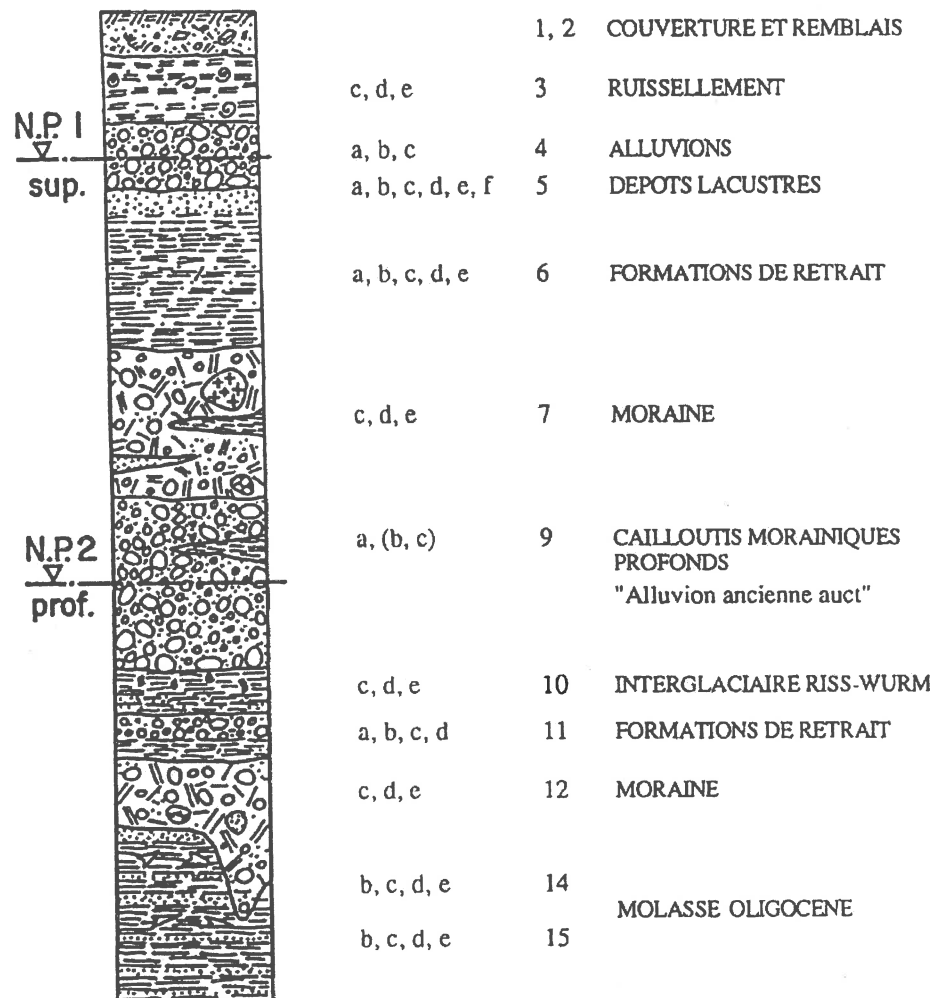 1, 2 COUVERTURE ET REMBLAIS
c, d, e 3 RUISSELLEMENT
N.P. 1
a, b, c 4 ALLUVIONS
sup.
a, b, c, d, e, f 5 DEPOTS LACUSTRES
a, b, c, d, e 6 FORMATIONS DE RETRAIT
c, d, e 7 MORAINE
N.P. 2
a, (b, c) 9 CAILLOUTIS MORAINIQUES
PROFONDS
prof.
"Alluvion ancienne auct"
c, d, e 10 INTERGLACIAIRE RISS-WURM
a, b, c, d 11 FORMATIONS DE RETRAIT
c, d, e 12 MORAINE
b, c, d, e 14
MOLASSE OLIGOCENE
b, c, d, e 15